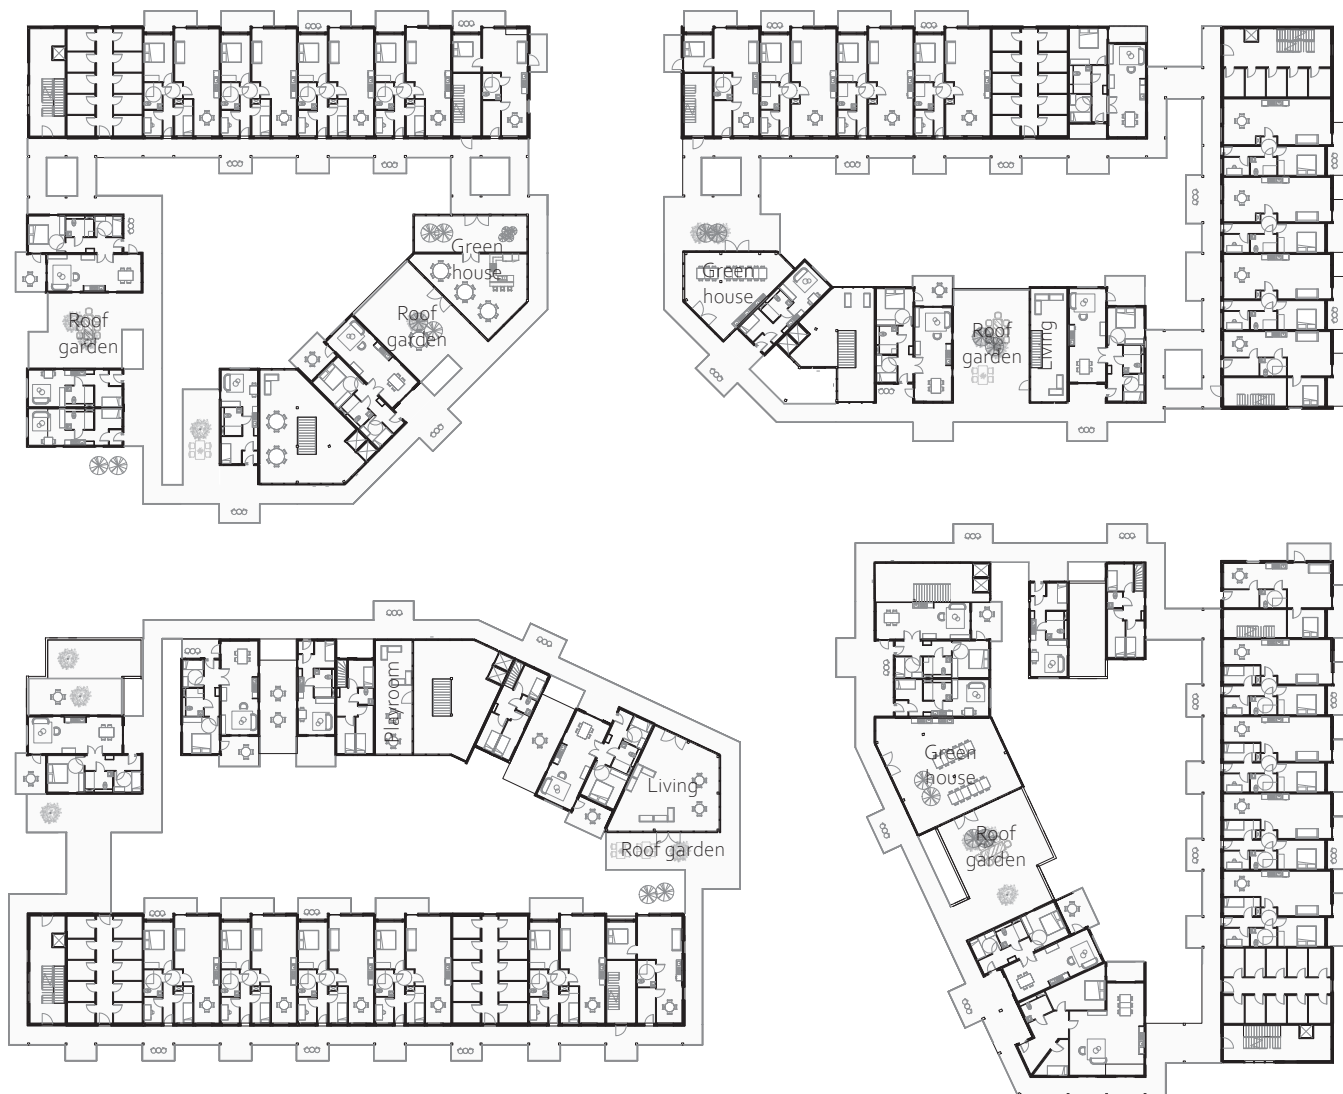 Green
house
Roof
garden
Roof
garden
Green
house
Roof
garden
Living
Playroom
Living
Roof garden
Green
house
Roof
garden